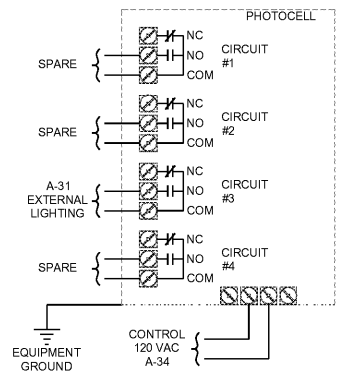 PHOTOCELL
NC
NO
COM
CIRCUIT
#1
SPARE
NC
NO
COM
CIRCUIT
#2
SPARE
NC
NO
COM
CIRCUIT
#3
A-31
EXTERNAL
LIGHTING
NC
NO
COM
CIRCUIT
#4
SPARE
EQUIPMENT
GROUND
CONTROL
120 VAC
A-34